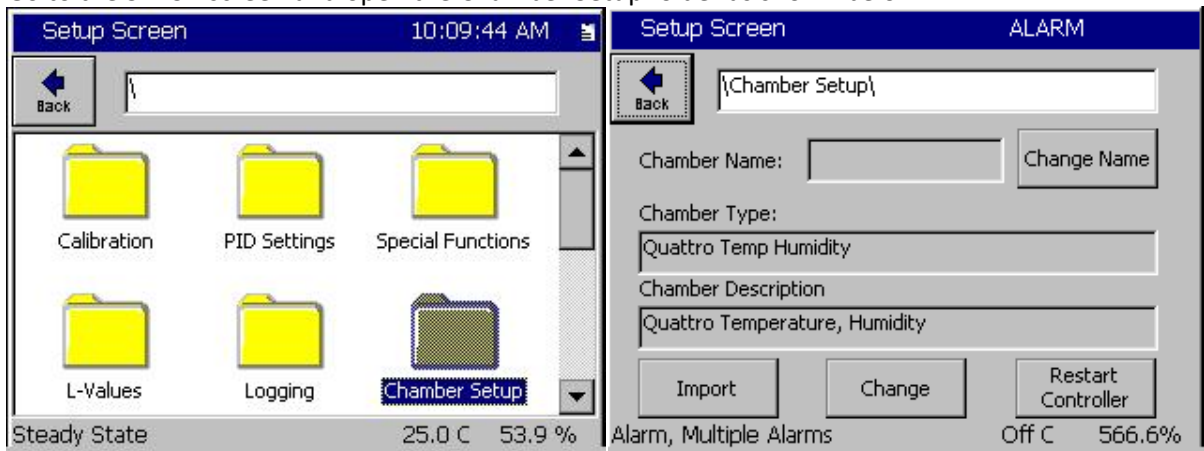 Setup Screen 10:09:44 AM
Back \
Calibration PID Settings Special Functions
L-Values Logging Chamber Setup
Steady State 25.0 C 53.9 %
Setup Screen ALARM
Back \Chamber Setup\
Chamber Name: Change Name
Chamber Type:
Quattro Temp Humidity
Chamber Description
Quattro Temperature, Humidity
Import Change Restart
Controller
Alarm, Multiple Alarms Off C 566.6%